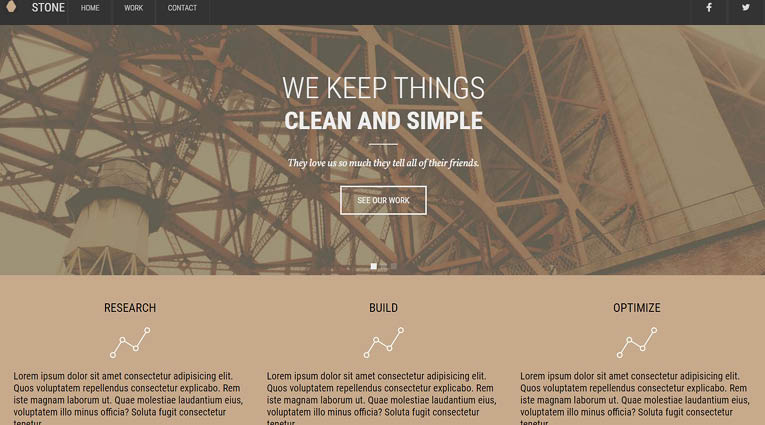 STONE HOME WORK CONTACT
WE KEEP THINGS
CLEAN AND SIMPLE
They love us so much they tell all of their friends.
SEE OUR WORK
RESEARCH
Lorem ipsum dolor sit amet consectetur adipisicing elit.
Quos voluptatem repellendus consectetur explicabo. Rem
iste magnam laborum ut. Quae molestiae laudantium eius,
voluptatem illo minus officia? Soluta fugit consectetur
tenetur
BUILD
Lorem ipsum dolor sit amet consectetur adipisicing elit.
Quos voluptatem repellendus consectetur explicabo. Rem
iste magnam laborum ut. Quae molestiae laudantium eius,
voluptatem illo minus officia? Soluta fugit consectetur
tenetur
OPTIMIZE
Lorem ipsum dolor sit amet consectetur adipisicing elit.
Quos voluptatem repellendus consectetur explicabo. Rem
iste magnam laborum ut. Quae molestiae laudantium eius,
voluptatem illo minus officia? Soluta fugit consectetur
tenetur